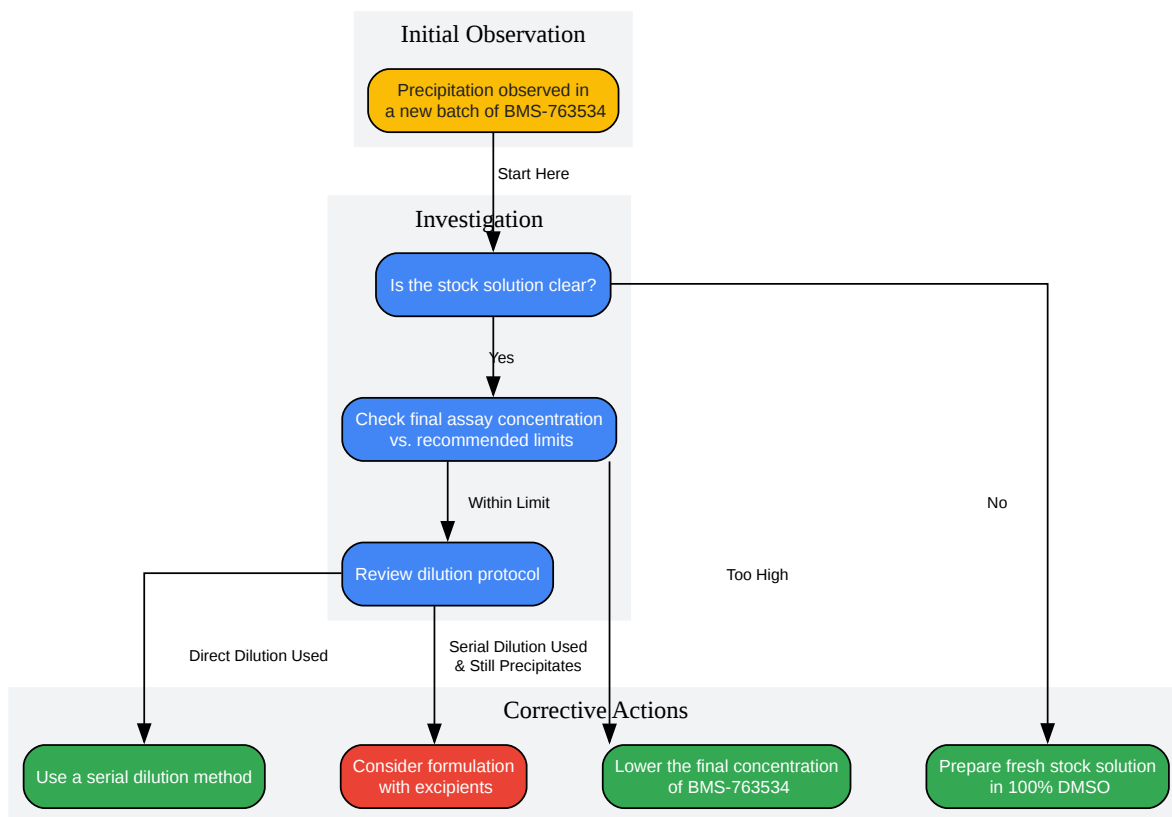 Initial Observation
Precipitation observed in
a new batch of BMS-763534
Start Here
Investigation
Is the stock solution clear?
Yes
Check final assay concentration
vs. recommended limits
Within Limit
No
Review dilution protocol
Too High
Direct Dilution Used
Serial Dilution Used
& Still Precipitates
Corrective Actions
Use a serial dilution method
Consider formulation
with excipients
Lower the final concentration
of BMS-763534
Prepare fresh stock solution
in 100% DMSO